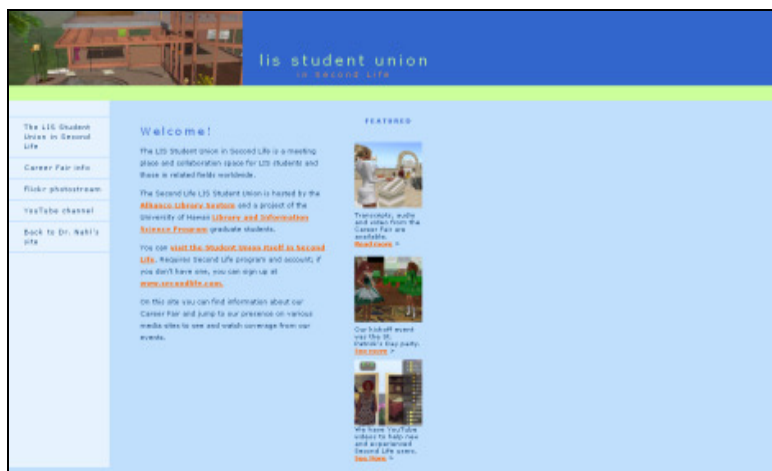 lis student union
in Second Life
The LIS Student
Union in Second
Life
Career Fair info
Flickr photostream
YouTube channel
Back to Dr. Nahl's
site
Welcome!
The LIS Student Union in Second Life is a meeting
place and collaboration space for LIS students and
those in related fields worldwide.
The Second Life LIS Student Union is hosted by the
Alliance Library System and a project of the
University of Hawaii Library and Information
Science Program graduate students.
You can visit the Student Union itself in Second
Life. Requires Second Life program and account; if
you don't have one, you can sign up at
www.secondlife.com.
On this site you can find information about our
Career Fair and jump to our presence on various
media sites to see and watch coverage from our
events.
FEATURED
Transcripts, audio
and video from the
Career Fair are
available.
Read more >
Our kickoff event
was the St.
Patrick's Day party.
See more >
We have YouTube
videos to help new
and experienced
Second Life users.
See them >